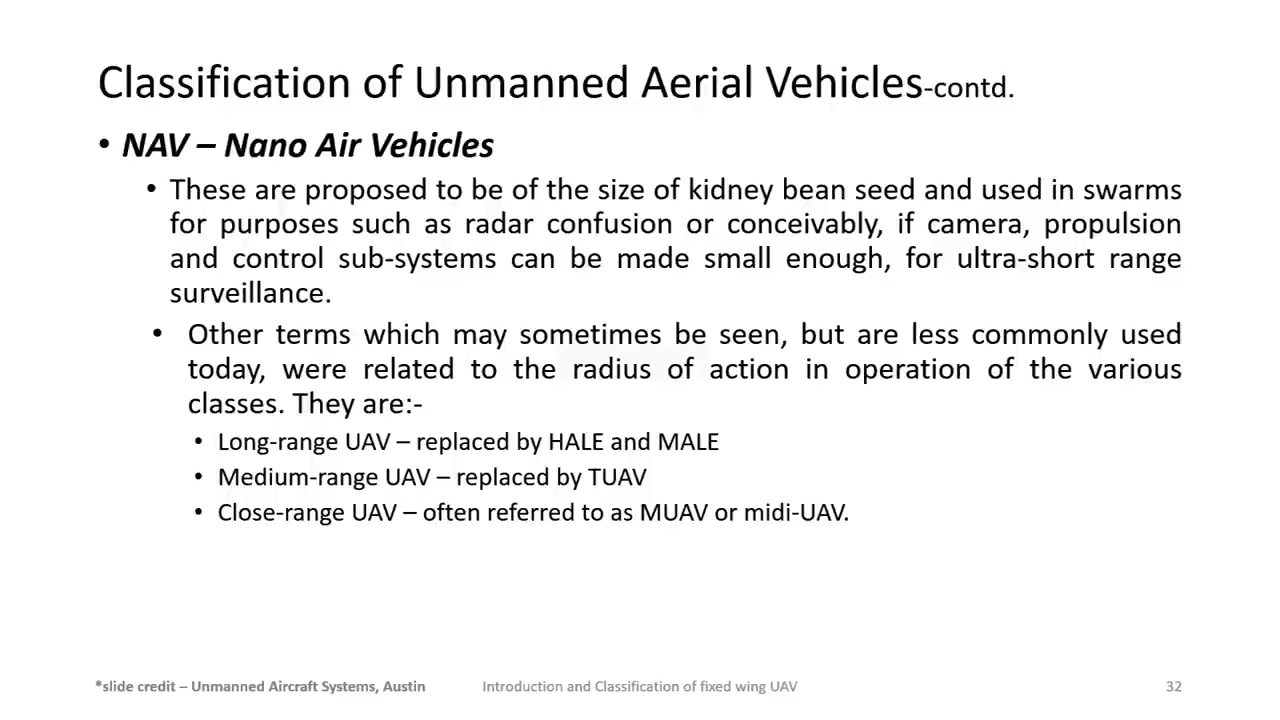 Classification of Unmanned Aerial Vehicles-contd.
• NAV – Nano Air Vehicles
• These are proposed to be of the size of kidney bean seed and used in swarms
for purposes such as radar confusion or conceivably, if camera, propulsion
and control sub-systems can be made small enough, for ultra-short range
surveillance.
• Other terms which may sometimes be seen, but are less commonly used
today, were related to the radius of action in operation of the various
classes. They are:-
• Long-range UAV – replaced by HALE and MALE
• Medium-range UAV – replaced by TUAV
• Close-range UAV – often referred to as MUAV or midi-UAV.
*slide credit – Unmanned Aircraft Systems, Austin Introduction and Classification of fixed wing UAV 32